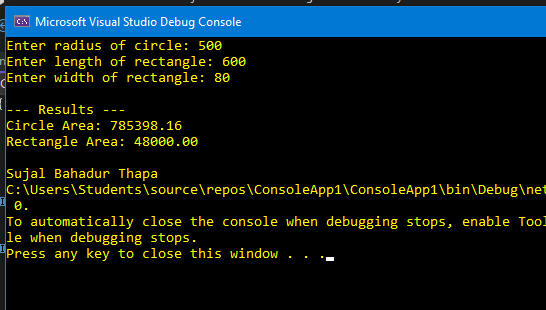 Microsoft Visual Studio Debug Console
Enter radius of circle: 500
Enter length of rectangle: 600
Enter width of rectangle: 80
--- Results ---
Circle Area: 785398.16
Rectangle Area: 48000.00
Sujal Bahadur Thapa
C:\Users\Students\source\repos\ConsoleApp1\ConsoleApp1\bin\Debug\net
0.
To automatically close the console when debugging stops, enable Tool
le when debugging stops.
Press any key to close this window . . .